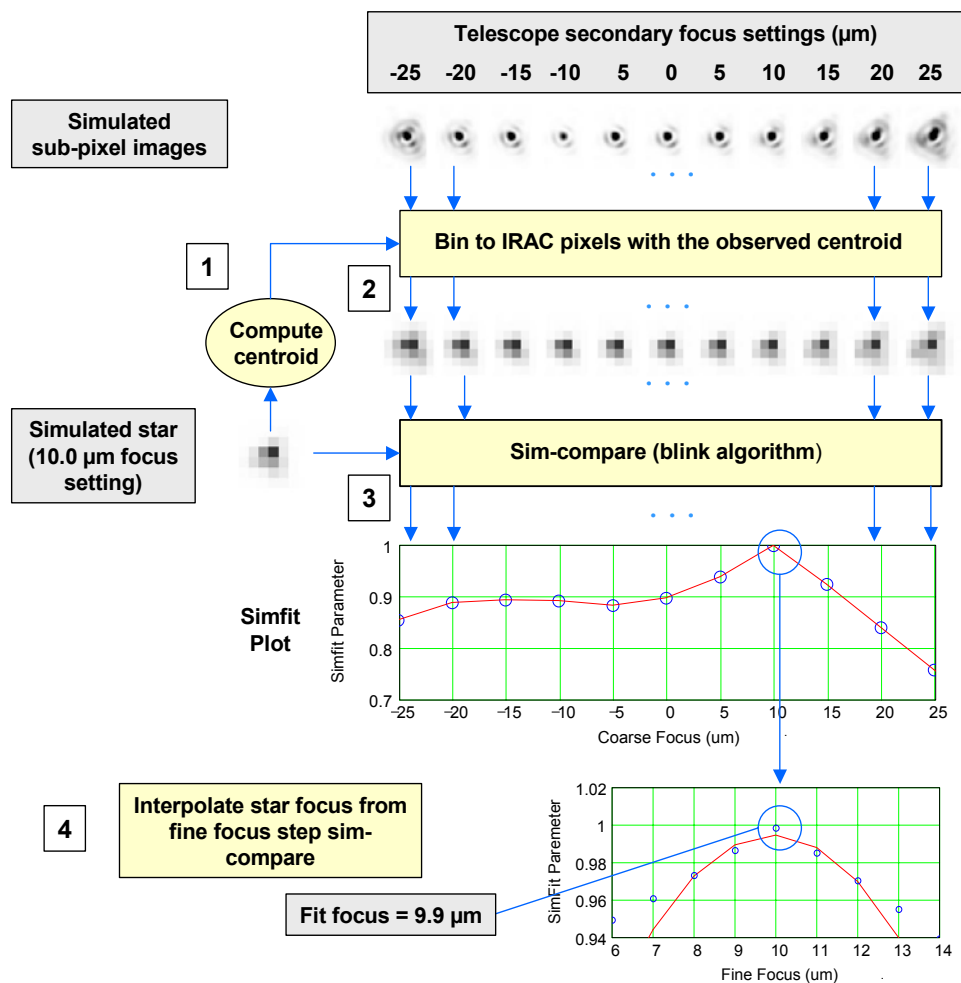 Telescope secondary focus settings (µm)
-25 -20 -15 -10 5 0 5 10 15 20 25
Simulated
sub-pixel images
. . .
Bin to IRAC pixels with the observed centroid
1
2
. . .
Compute
centroid
. . .
Simulated star
(10.0 µm focus
setting)
Sim-compare (blink algorithm)
3
. . .
Simfit
Plot
Simfit Parameter
1
0.9
0.8
0.7
−25 −20 −15 −10 −5 0 5 10 15 20 25
Coarse Focus (um)
4
Interpolate star focus from
fine focus step sim-
compare
Fit focus = 9.9 µm
SimFit Paremeter
1.02
1
0.98
0.96
0.94
6 7 8 9 10 11 12 13 14
Fine Focus (um)